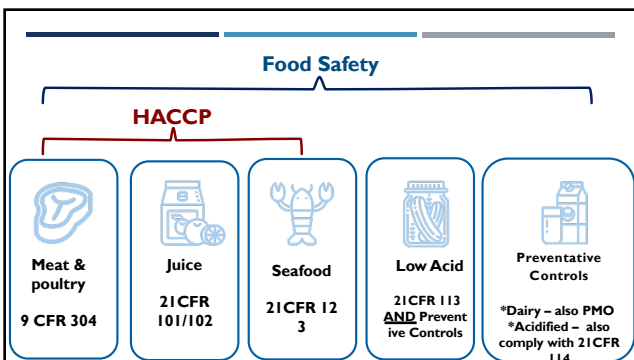 Food Safety
HACCP
Meat &
poultry
9 CFR 304
Juice
21CFR
101/102
Seafood
21CFR 12
3
Low Acid
21CFR 113
AND Prevent
ive Controls
Preventative
Controls
*Dairy – also PMO
*Acidified – also
comply with 21CFR
114